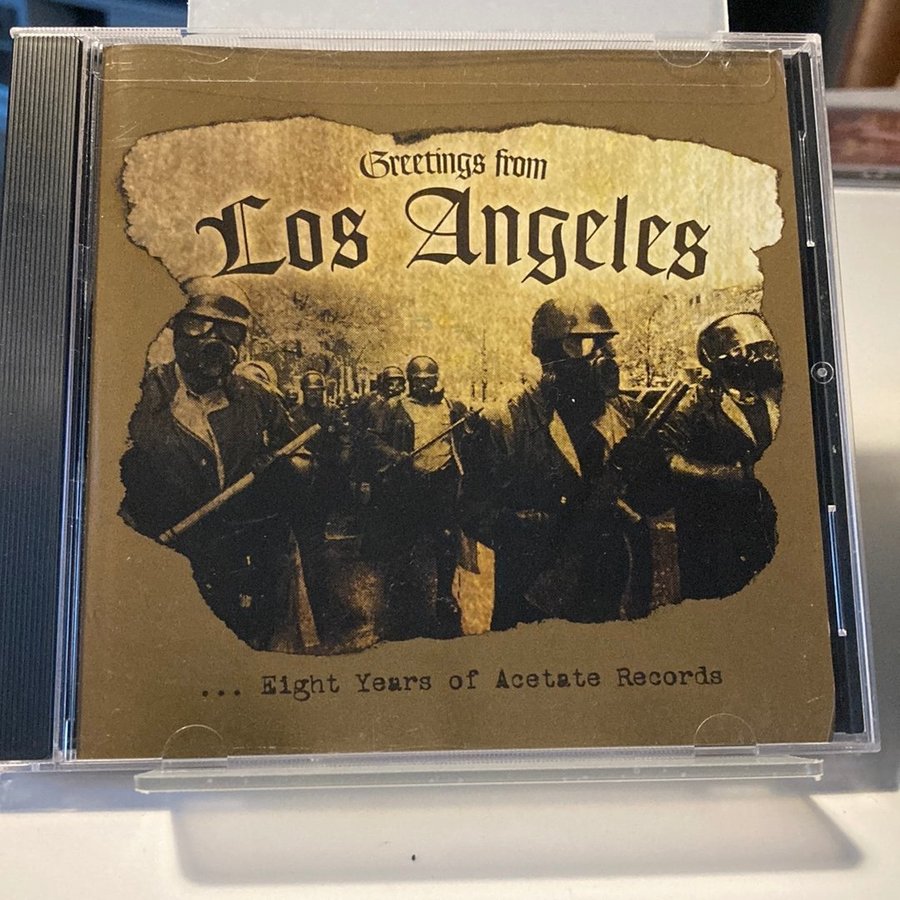 Greetings from
Los Angeles
... Eight Years of Acetate Records